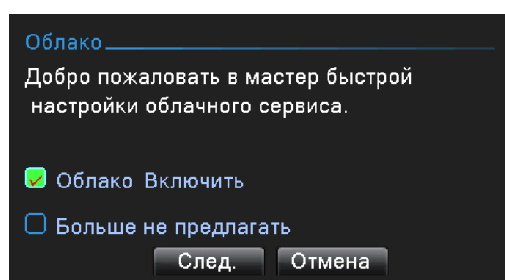 Облако
Добро пожаловать в мастер быстрой
настройки облачного сервиса.
Облако Включить
Больше не предлагать
След. Отмена